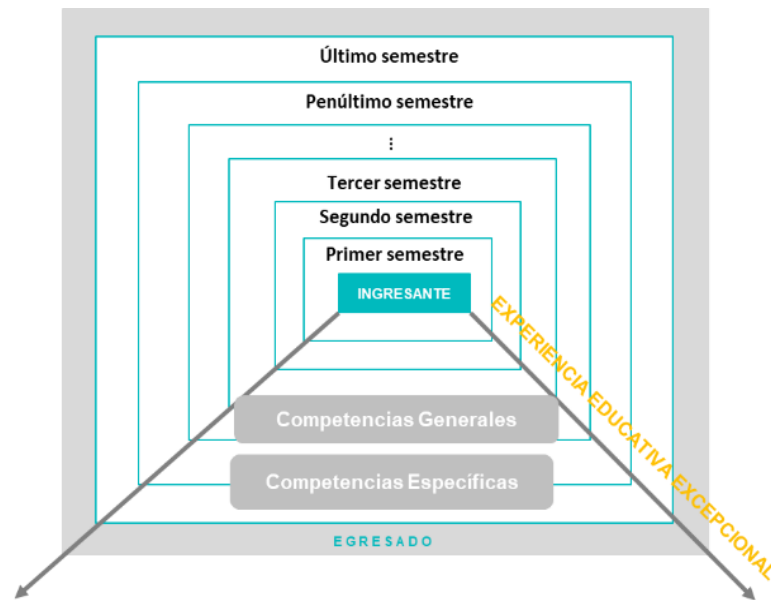 Último semestre
Penúltimo semestre
⋮
Tercer semestre
Segundo semestre
Primer semestre
INGRESANTE
EXPERIENCIA EDUCATIVA EXCEPCIONAL
Competencias Generales
Competencias Específicas
EGRESADO